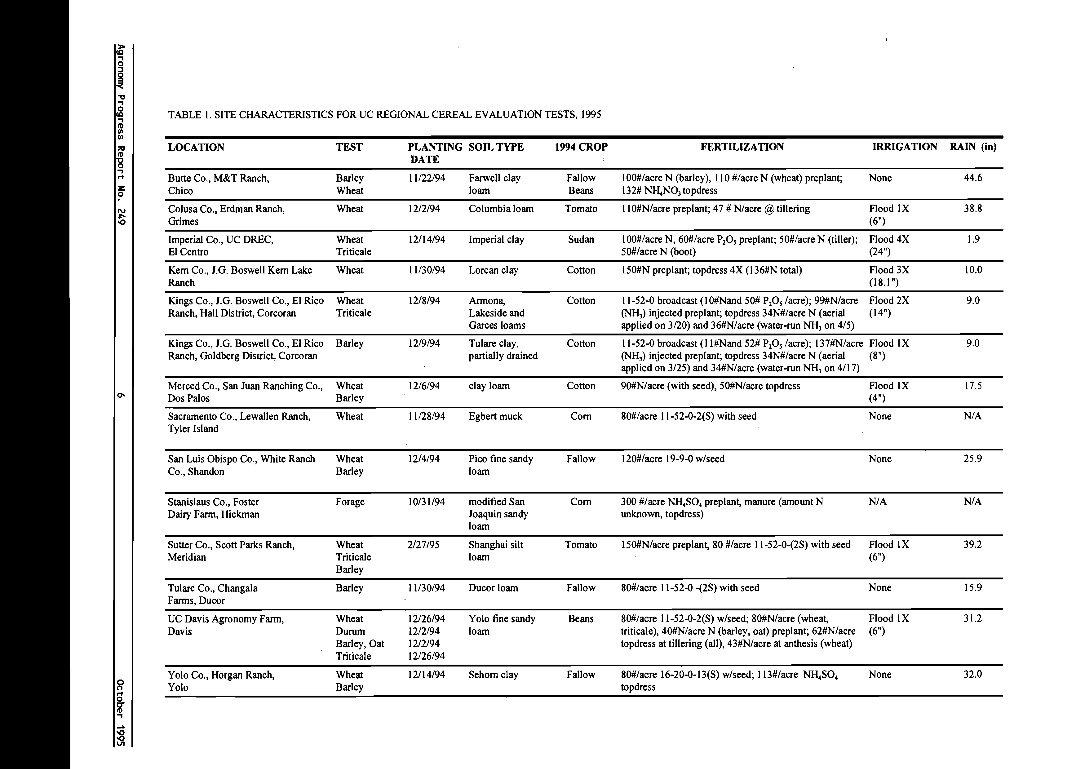 Agronomy Progress Report No. 249
6
October 1995
TABLE 1. SITE CHARACTERISTICS FOR UC REGIONAL CEREAL EVALUATION TESTS, 1995
LOCATION TEST PLANTING DATE SOIL TYPE 1994 CROP FERTILIZATION IRRIGATION RAIN (in)
Butte Co., M&T Ranch, Barley 11/22/94 Farwell clay Fallow 100#/acre N (barley), 110 #/acre N (wheat) preplant; None 44.6
Chico Wheat loam Beans 132# NH₄NO₃ topdress
Colusa Co., Erdman Ranch, Wheat 12/2/94 Columbia loam Tomato 110#N/acre preplant; 47 # N/acre @ tillering Flood 1X 38.8
Grimes (6")
Imperial Co., UC DREC, Wheat 12/14/94 Imperial clay Sudan 100#/acre N, 60#/acre P₂O₅ preplant; 50#/acre N (tiller); Flood 4X 1.9
El Centro Triticale 50#/acre N (boot) (24")
Kern Co., J.G. Boswell Kern Lake Wheat 11/30/94 Lorean clay Cotton 150#N preplant; topdress 4X (136#N total) Flood 3X 10.0
Ranch (18.1")
Kings Co., J.G. Boswell Co., El Rico Wheat 12/8/94 Armona, Cotton 11-52-0 broadcast (10#Nand 50# P₂O₅ /acre); 99#N/acre Flood 2X 9.0
Ranch, Hall District, Corcoran Triticale Lakeside and (NH₃) injected preplant; topdress 34N#/acre N (aerial (14")
Garces loams applied on 3/20) and 36#N/acre (water-run NH₃ on 4/5)
Kings Co., J.G. Boswell Co., El Rico Barley 12/9/94 Tulare clay, Cotton 11-52-0 broadcast (11#Nand 52# P₂O₅ /acre); 137#N/acre Flood 1X 9.0
Ranch, Goldberg District, Corcoran partially drained (NH₃) injected preplant; topdress 34N#/acre N (aerial (8")
applied on 3/25) and 34#N/acre (water-run NH₃ on 4/17)
Merced Co., San Juan Ranching Co., Wheat 12/6/94 clay loam Cotton 90#N/acre (with seed), 50#N/acre topdress Flood 1X 17.5
Dos Palos Barley (4")
Sacramento Co., Lewallen Ranch, Wheat 11/28/94 Egbert muck Corn 80#/acre 11-52-0-2(S) with seed None N/A
Tyler Island
San Luis Obispo Co., White Ranch Wheat 12/4/94 Pico fine sandy Fallow 120#/acre 19-9-0 w/seed None 25.9
Co., Shandon Barley loam
Stanislaus Co., Foster Forage 10/31/94 modified San Corn 300 #/acre NH₄SO₄ preplant, manure (amount N N/A N/A
Dairy Farm, Hickman Joaquin sandy unknown, topdress)
loam
Sutter Co., Scott Parks Ranch, Wheat 2/27/95 Shanghai silt Tomato 150#N/acre preplant, 80 #/acre 11-52-0-(2S) with seed Flood 1X 39.2
Meridian Triticale loam (6")
Barley
Tulare Co., Changala Barley 11/30/94 Ducor loam Fallow 80#/acre 11-52-0 -(2S) with seed None 15.9
Farms, Ducor
UC Davis Agronomy Farm, Wheat 12/26/94 Yolo fine sandy Beans 80#/acre 11-52-0-2(S) w/seed; 80#N/acre (wheat, Flood 1X 31.2
Davis Durum 12/2/94 loam triticale), 40#N/acre N (barley, oat) preplant; 62#N/acre (6")
Barley, Oat 12/2/94 topdress at tillering (all), 43#N/acre at anthesis (wheat)
Triticale 12/26/94
Yolo Co., Horgan Ranch, Wheat 12/14/94 Sehorn clay Fallow 80#/acre 16-20-0-13(S) w/seed; 113#/acre NH₄SO₄ None 32.0
Yolo Barley topdress